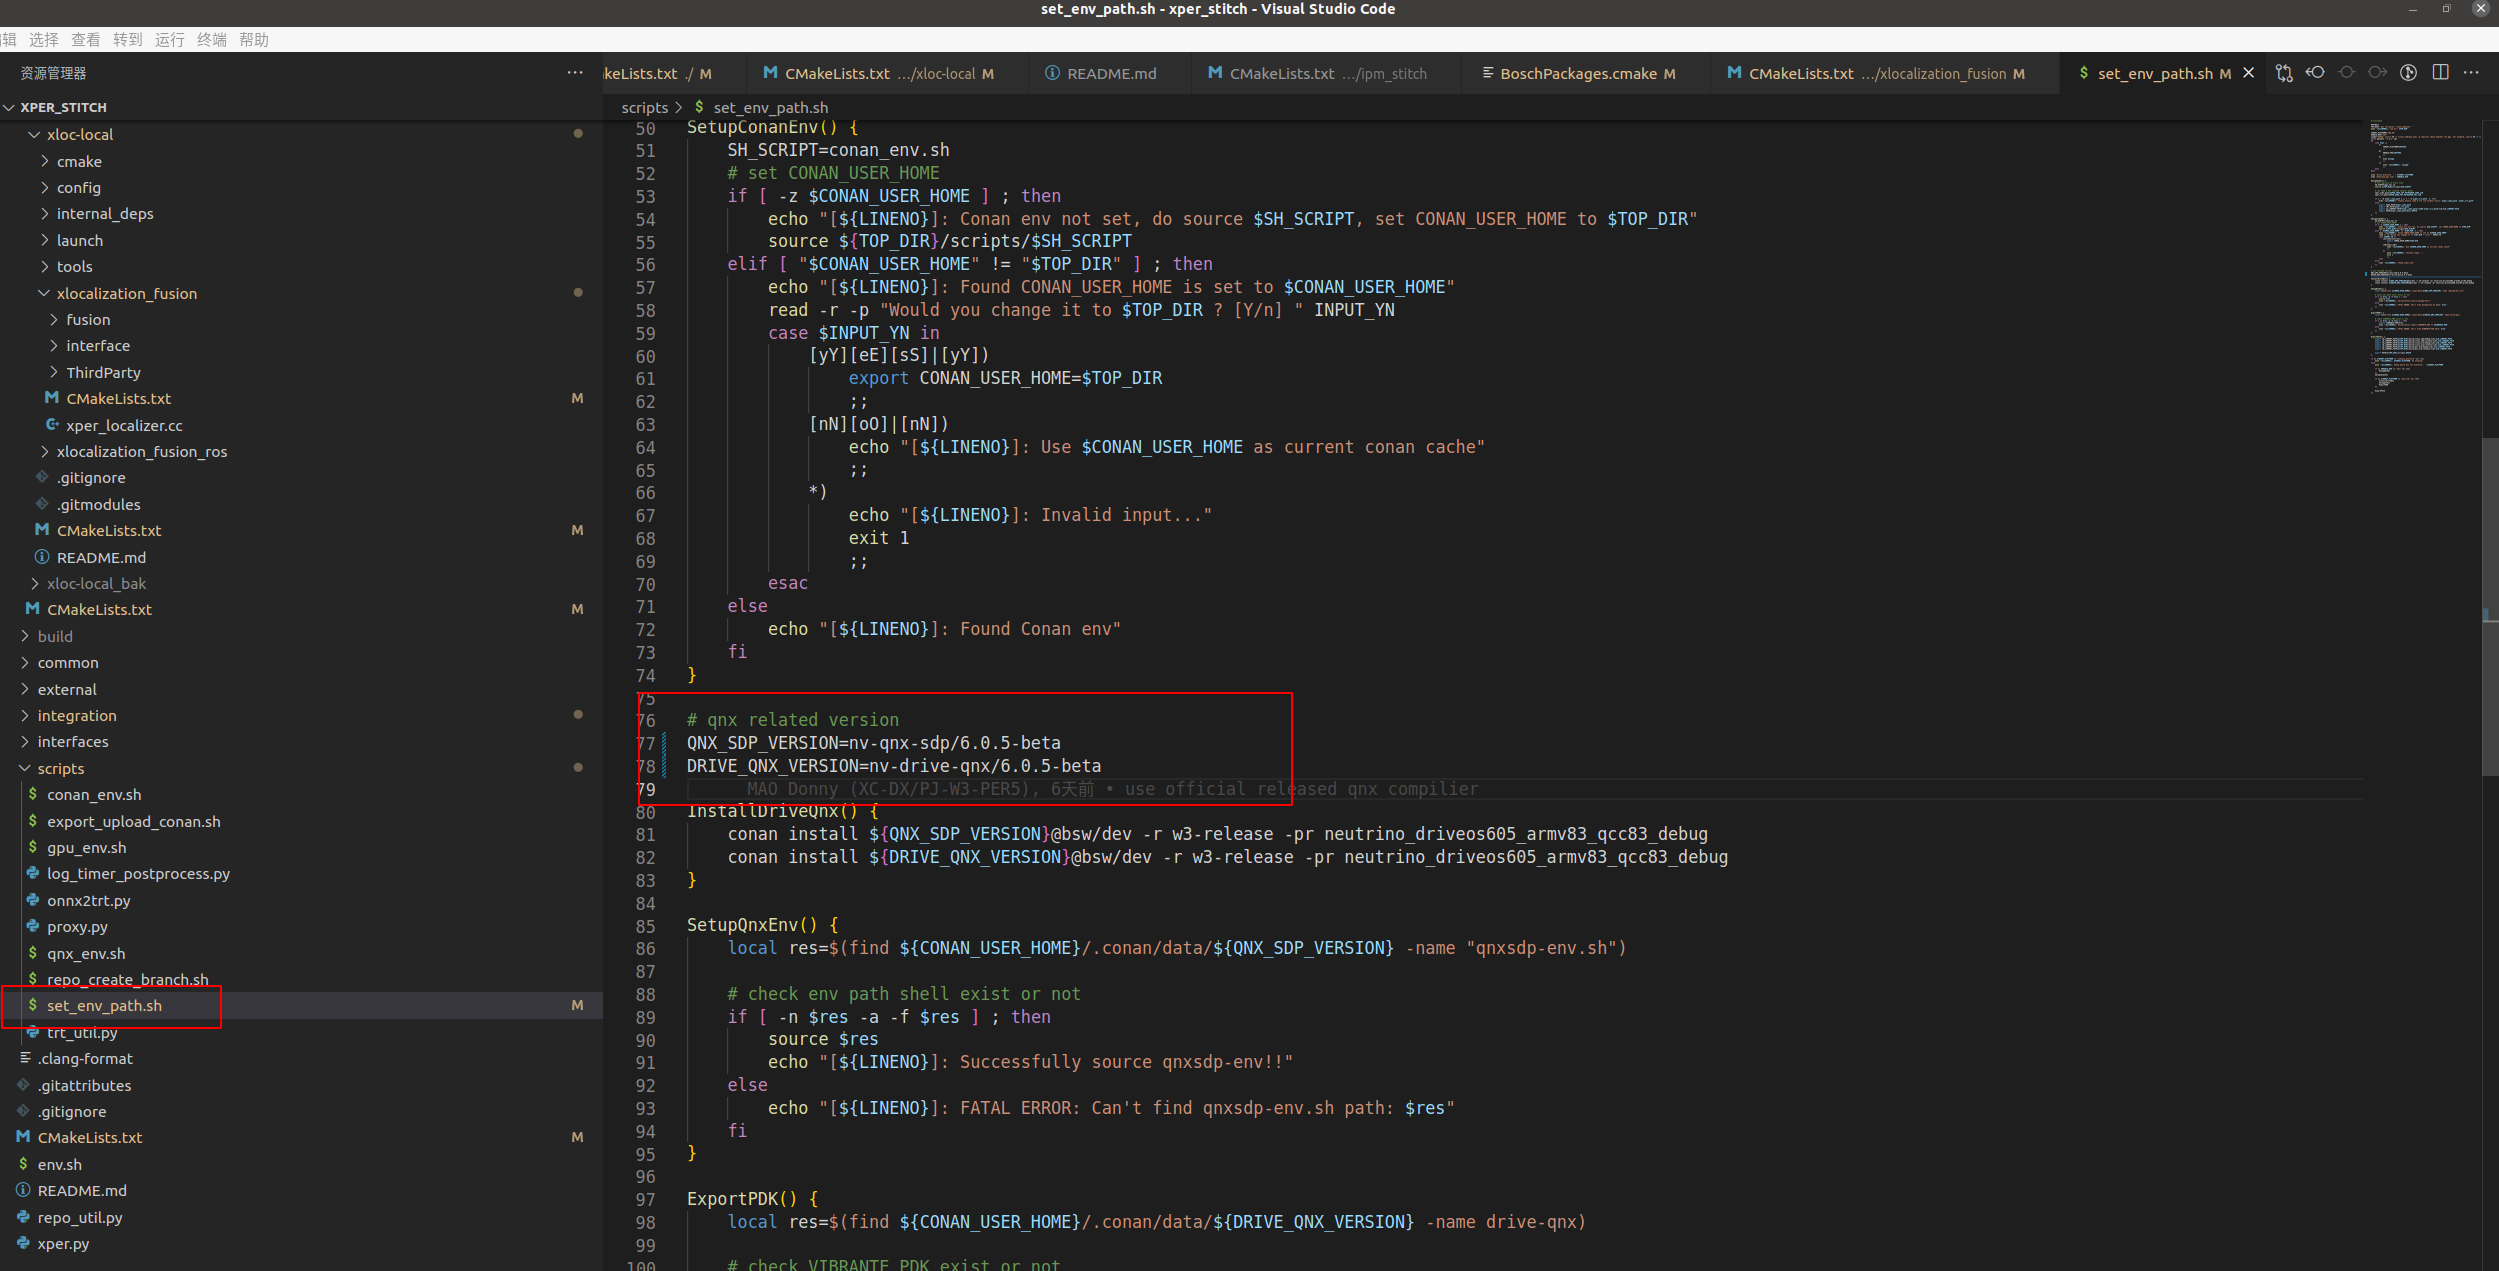 set_env_path.sh - xper_stitch - Visual Studio Code
辑 选择 查看 转到 运行 终端 帮助
资源管理器
keLists.txt ./ M
CMakeLists.txt .../xloc-local M
README.md
CMakeLists.txt .../ipm_stitch
BoschPackages.cmake M
CMakeLists.txt .../xlocalization_fusion M
set_env_path.sh M
XPER_STITCH
xloc-local
cmake
config
internal_deps
launch
tools
xlocalization_fusion
fusion
interface
ThirdParty
CMakeLists.txt M
xper_localizer.cc
xlocalization_fusion_ros
.gitignore
.gitmodules
CMakeLists.txt M
README.md
xloc-local_bak
CMakeLists.txt M
build
common
external
integration
interfaces
scripts
conan_env.sh
export_upload_conan.sh
gpu_env.sh
log_timer_postprocess.py
onnx2trt.py
proxy.py
qnx_env.sh
repo_create_branch.sh
set_env_path.sh M
trt_util.py
.clang-format
.gitattributes
.gitignore
CMakeLists.txt M
env.sh
README.md
repo_util.py
xper.py
scripts > $ set_env_path.sh
50 SetupConanEnv() {
51 SH_SCRIPT=conan_env.sh
52 # set CONAN_USER_HOME
53 if [ -z $CONAN_USER_HOME ] ; then
54 echo "[${LINENO}]: Conan env not set, do source $SH_SCRIPT, set CONAN_USER_HOME to $TOP_DIR"
55 source ${TOP_DIR}/scripts/$SH_SCRIPT
56 elif [ "$CONAN_USER_HOME" != "$TOP_DIR" ] ; then
57 echo "[${LINENO}]: Found CONAN_USER_HOME is set to $CONAN_USER_HOME"
58 read -r -p "Would you change it to $TOP_DIR ? [Y/n] " INPUT_YN
59 case $INPUT_YN in
60 [yY][eE][sS]|[yY])
61 export CONAN_USER_HOME=$TOP_DIR
62 ;;
63 [nN][oO]|[nN])
64 echo "[${LINENO}]: Use $CONAN_USER_HOME as current conan cache"
65 ;;
66 *)
67 echo "[${LINENO}]: Invalid input..."
68 exit 1
69 ;;
70 esac
71 else
72 echo "[${LINENO}]: Found Conan env"
73 fi
74 }
75
76 # qnx related version
77 QNX_SDP_VERSION=nv-qnx-sdp/6.0.5-beta
78 DRIVE_QNX_VERSION=nv-drive-qnx/6.0.5-beta
79 MAO Donny (XC-DX/PJ-W3-PER5), 6天前 • use official released qnx compilier
80 InstallDriveQnx() {
81 conan install ${QNX_SDP_VERSION}@bsw/dev -r w3-release -pr neutrino_driveos605_armv83_qcc83_debug
82 conan install ${DRIVE_QNX_VERSION}@bsw/dev -r w3-release -pr neutrino_driveos605_armv83_qcc83_debug
83 }
84
85 SetupQnxEnv() {
86 local res=$(find ${CONAN_USER_HOME}/.conan/data/${QNX_SDP_VERSION} -name "qnxsdp-env.sh")
87
88 # check env path shell exist or not
89 if [ -n $res -a -f $res ] ; then
90 source $res
91 echo "[${LINENO}]: Successfully source qnxsdp-env!!"
92 else
93 echo "[${LINENO}]: FATAL ERROR: Can't find qnxsdp-env.sh path: $res"
94 fi
95 }
96
97 ExportPDK() {
98 local res=$(find ${CONAN_USER_HOME}/.conan/data/${DRIVE_QNX_VERSION} -name drive-qnx)
99
100 # check VIBRANTE PDK exist or not